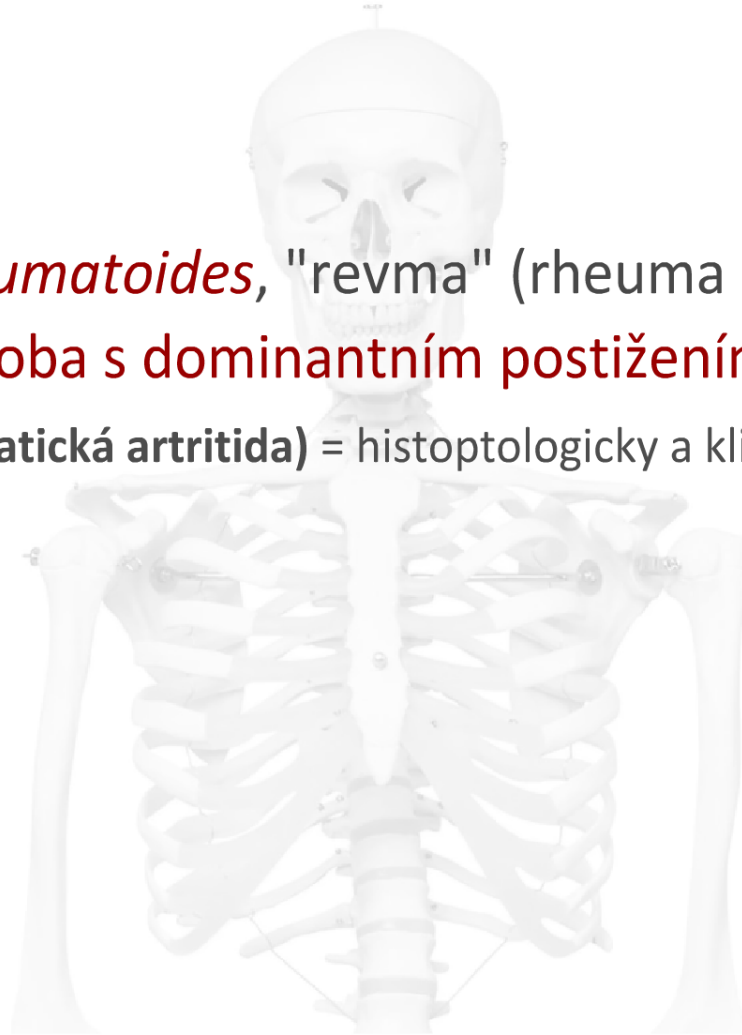 umatoides, "revma" (rheuma
oba s dominantním postižením
atická artritida) = histoptologicky a kli